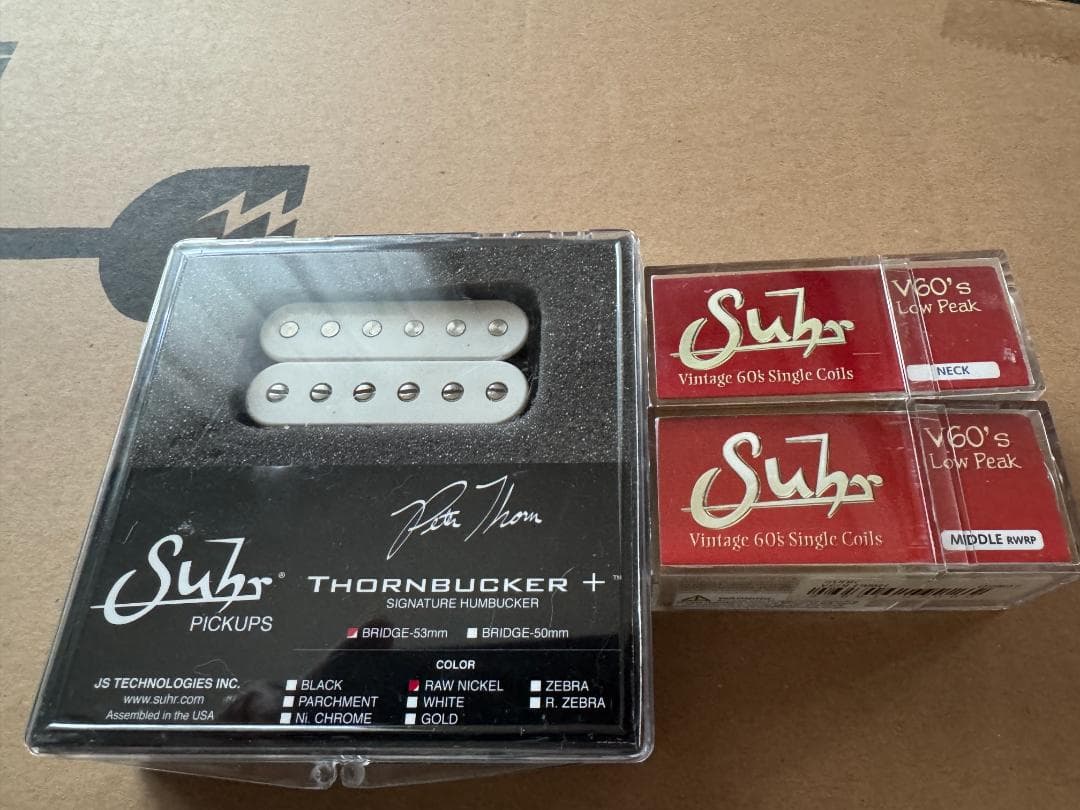 Suhr®
PICKUPS
Pete Thorn
THORNBUCKER +™
SIGNATURE HUMBUCKER
BRIDGE-53mm BRIDGE-50mm
JS TECHNOLOGIES INC.
www.suhr.com
Assembled in the USA
COLOR
BLACK RAW NICKEL ZEBRA
PARCHMENT WHITE R. ZEBRA
Ni. CHROME GOLD
Suhr
Vintage 60's Single Coils
V60's
Low Peak
NECK
Suhr
Vintage 60's Single Coils
V60's
Low Peak
MIDDLE RWRP